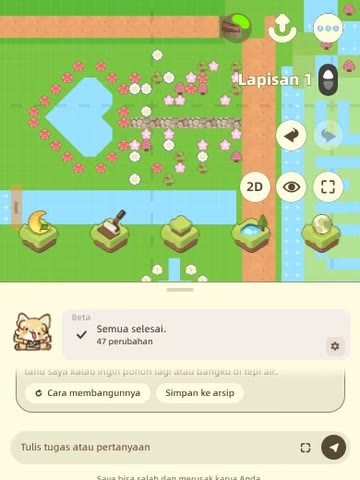 Lapisan 1
2D
Beta
Semua selesai.
47 perubahan
tahu saya kalau ingin pohon lagi atau bangku di tepi air.
Cara membangunnya
Simpan ke arsip
Tulis tugas atau pertanyaan
Saya bisa salah dan merusak karya Anda